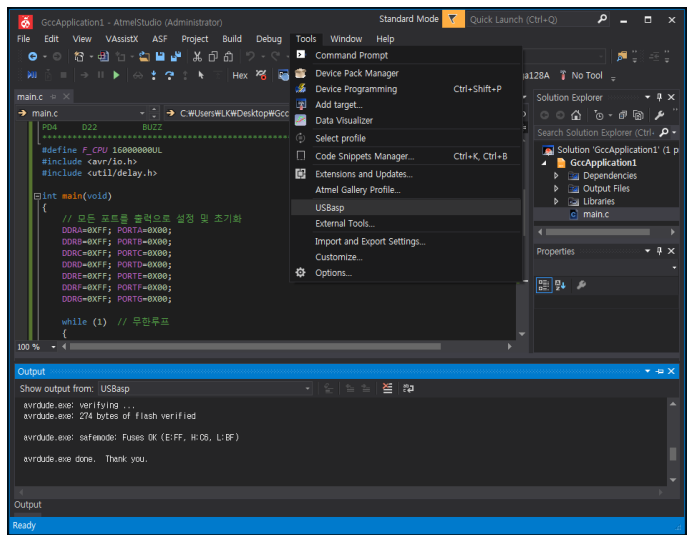 GccApplication1 - AtmelStudio (Administrator)
Standard Mode
Quick Launch (Ctrl+Q)
File Edit View VAssistX ASF Project Build Debug Tools Window Help
Hex
a128A
No Tool
Command Prompt
Device Pack Manager
Device Programming Ctrl+Shift+P
Add target...
Data Visualizer
Select profile
Code Snippets Manager... Ctrl+K, Ctrl+B
Extensions and Updates...
Atmel Gallery Profile...
USBasp
External Tools...
Import and Export Settings...
Customize...
Options...
main.c
main.c
C:₩Users₩LK₩Desktop₩Gcc
PD4 D22 BUZZ
#define F_CPU 16000000UL
#include <avr/io.h>
#include <util/delay.h>
int main(void)
{
// 모든 포트를 출력으로 설정 및 초기화
DDRA=0XFF; PORTA=0X00;
DDRB=0XFF; PORTB=0X00;
DDRC=0XFF; PORTC=0X00;
DDRD=0XFF; PORTD=0X00;
DDRE=0XFF; PORTE=0X00;
DDRF=0XFF; PORTF=0X00;
DDRG=0XFF; PORTG=0X00;
while (1) // 무한루프
{
100 %
Solution Explorer
Search Solution Explorer (Ctrl-
Solution 'GccApplication1' (1 p
GccApplication1
Dependencies
Output Files
Libraries
main.c
Properties
Output
Show output from: USBasp
avrdude.exe: verifying ...
avrdude.exe: 274 bytes of flash verified
avrdude.exe: safemode: Fuses OK (E:FF, H:C6, L:BF)
avrdude.exe done. Thank you.
Output
Ready